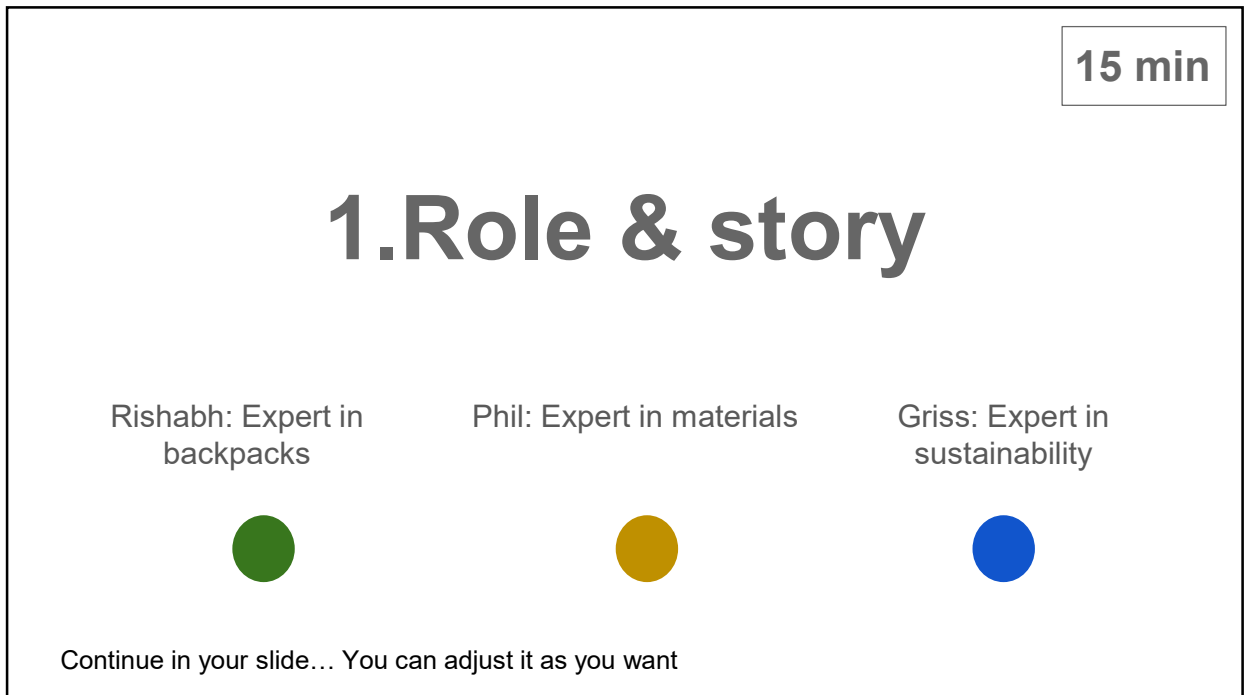 15 min
1.Role & story
Rishabh: Expert in
backpacks
Phil: Expert in materials
Griss: Expert in
sustainability
Continue in your slide… You can adjust it as you want